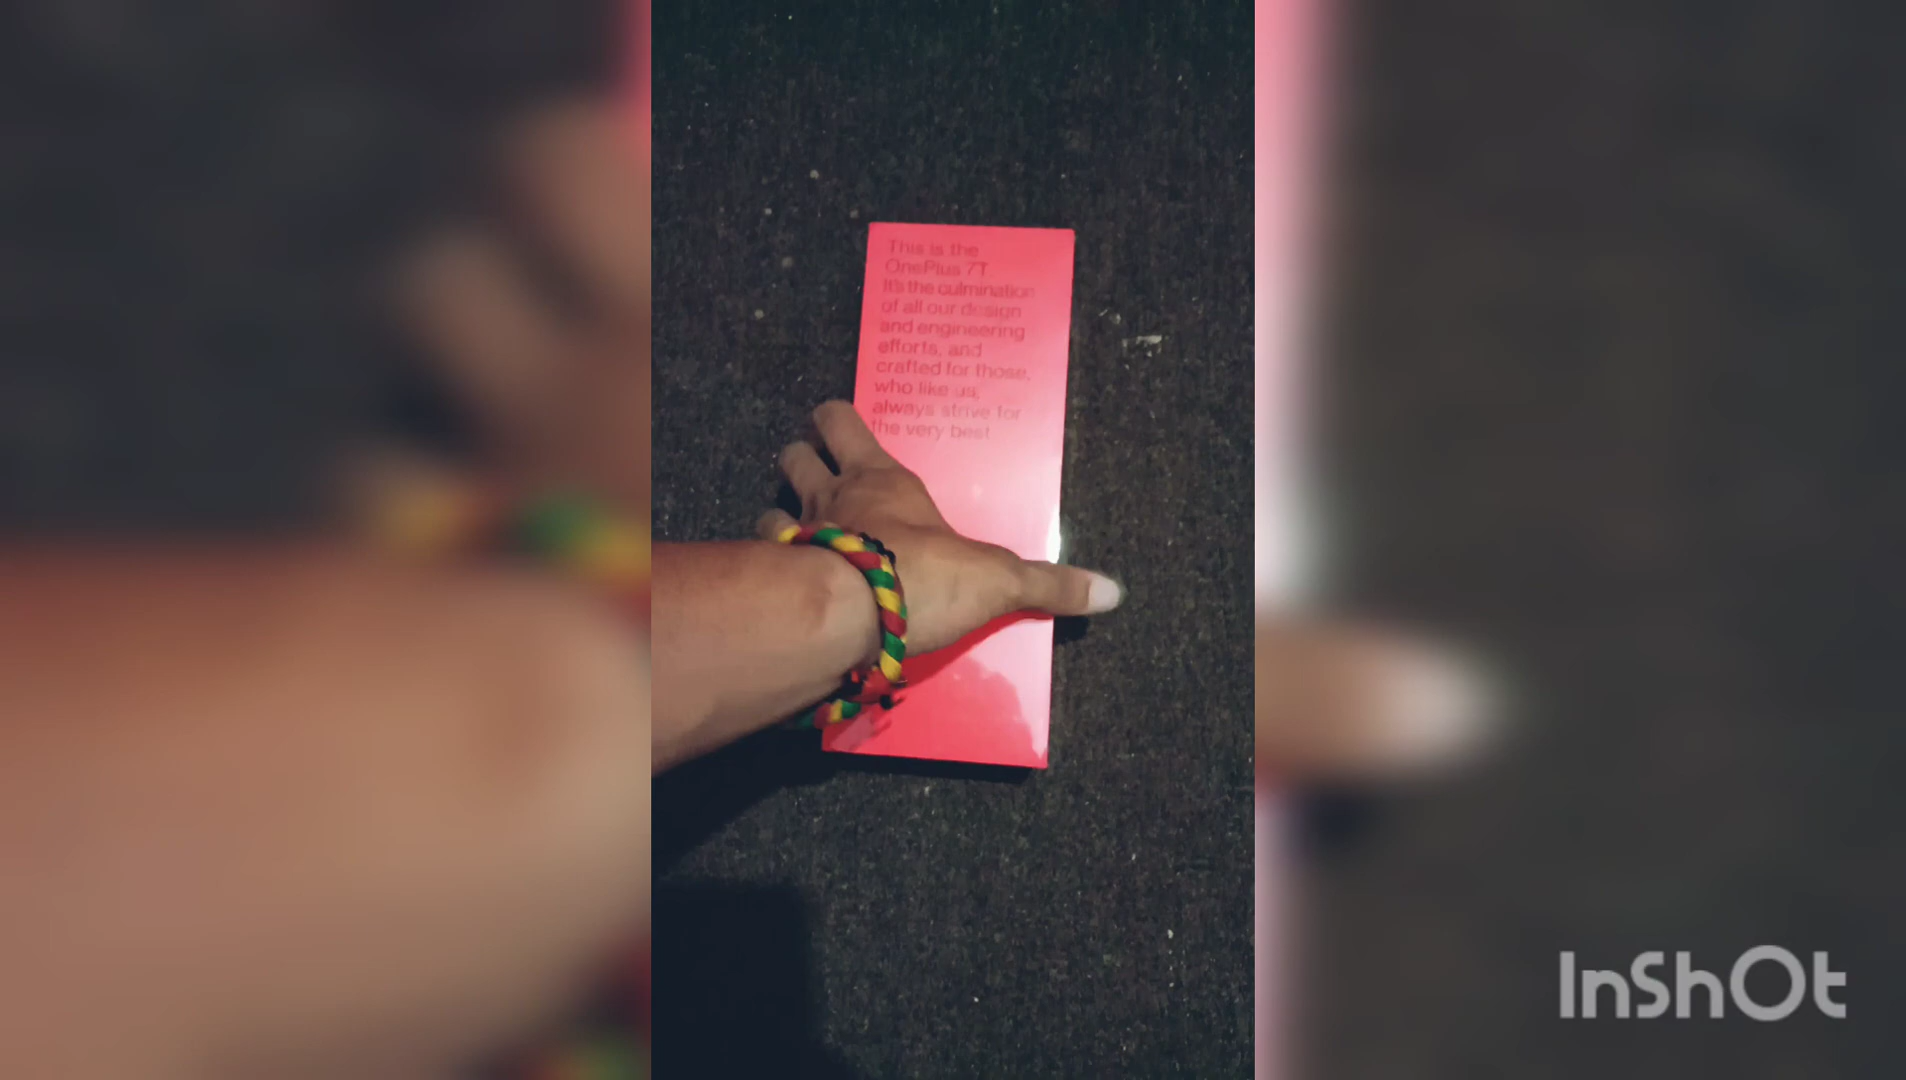 This is the
OnePlus 7T
It's the culmination
of all our design
and engineering
efforts, and
crafted for those,
who like us,
always strive for
the very best
InShOt